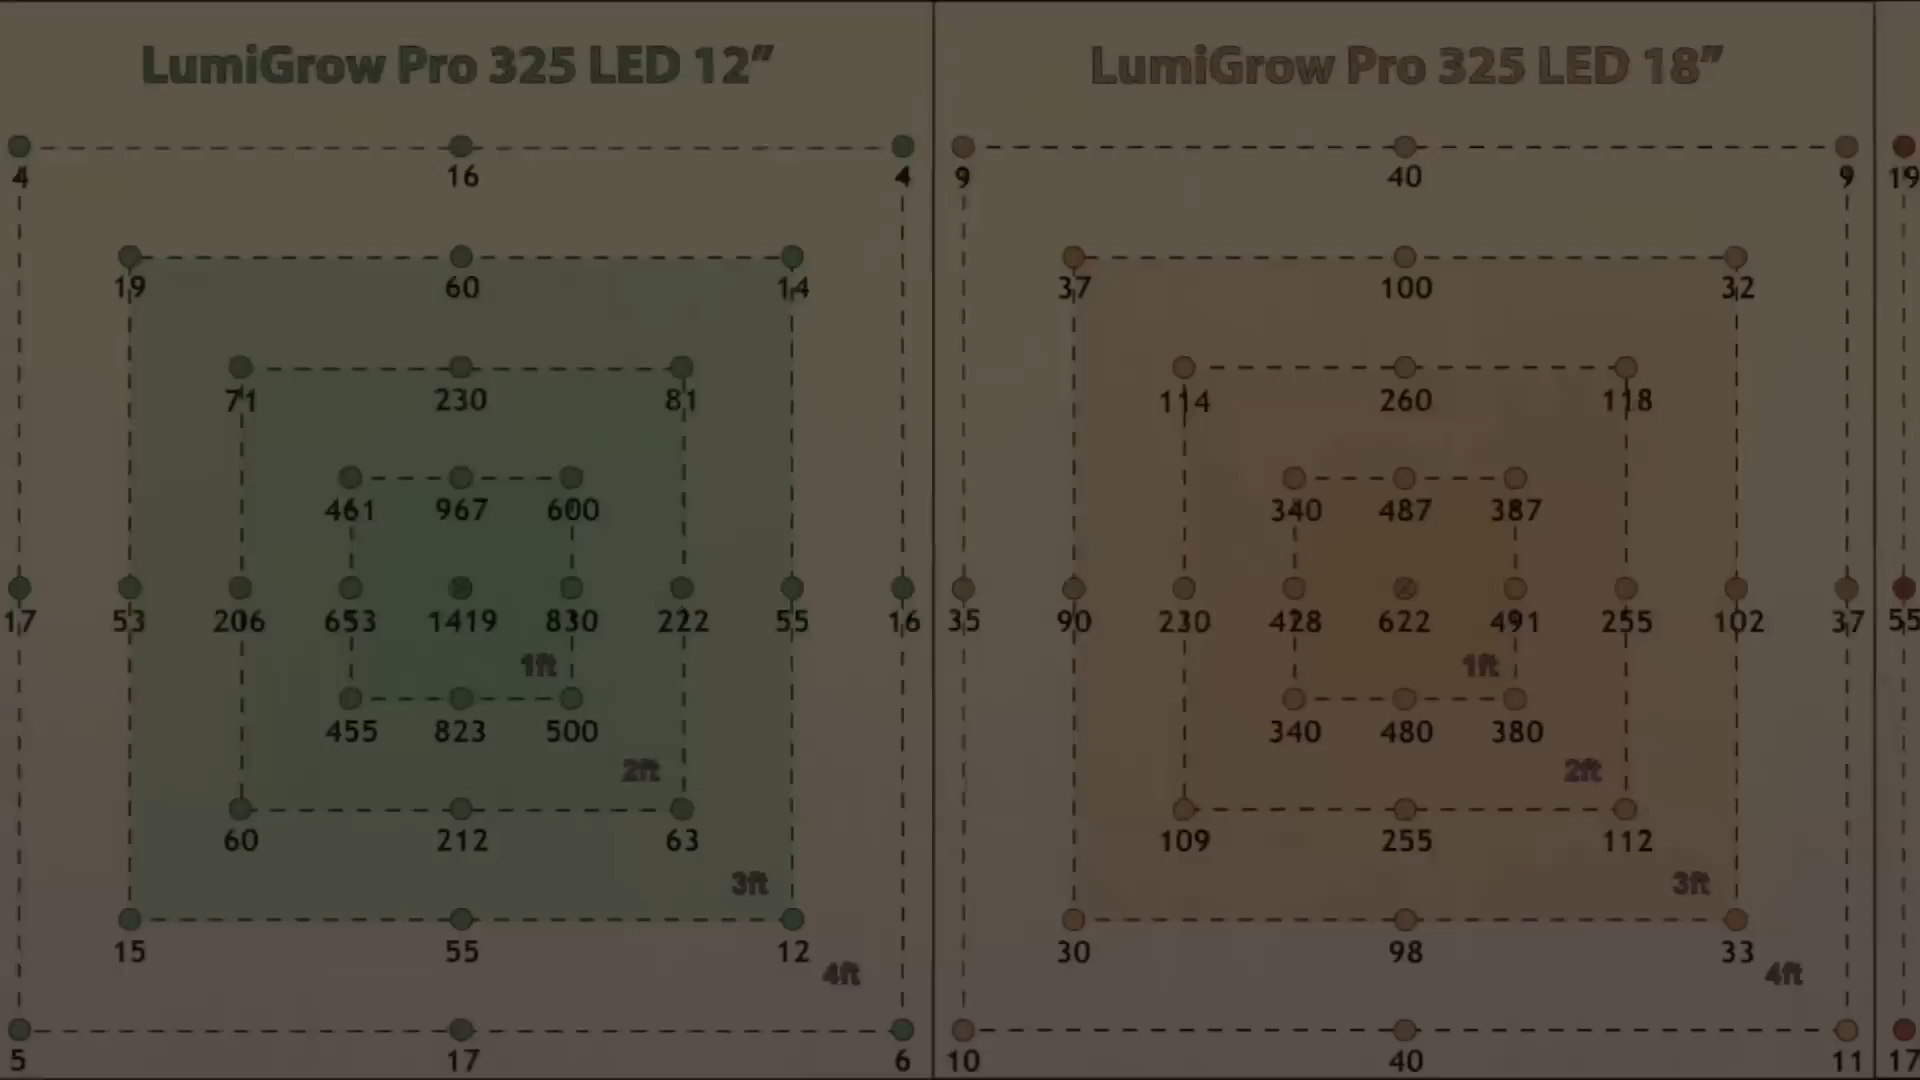 LumiGrow Pro 325 LED 12”
4 16 4
19 60 14
71 230 81
461 967 600
17 53 206 653 1419 830 222 55 16
1ft
455 823 500
2ft
60 212 63
3ft
15 55 12
4ft
5 17 6
LumiGrow Pro 325 LED 18”
9 40 9
37 100 32
114 260 118
340 487 387
35 90 230 428 622 491 255 102 37
1ft
340 480 380
2ft
109 255 112
3ft
30 98 33
4ft
10 40 11
19
55
17